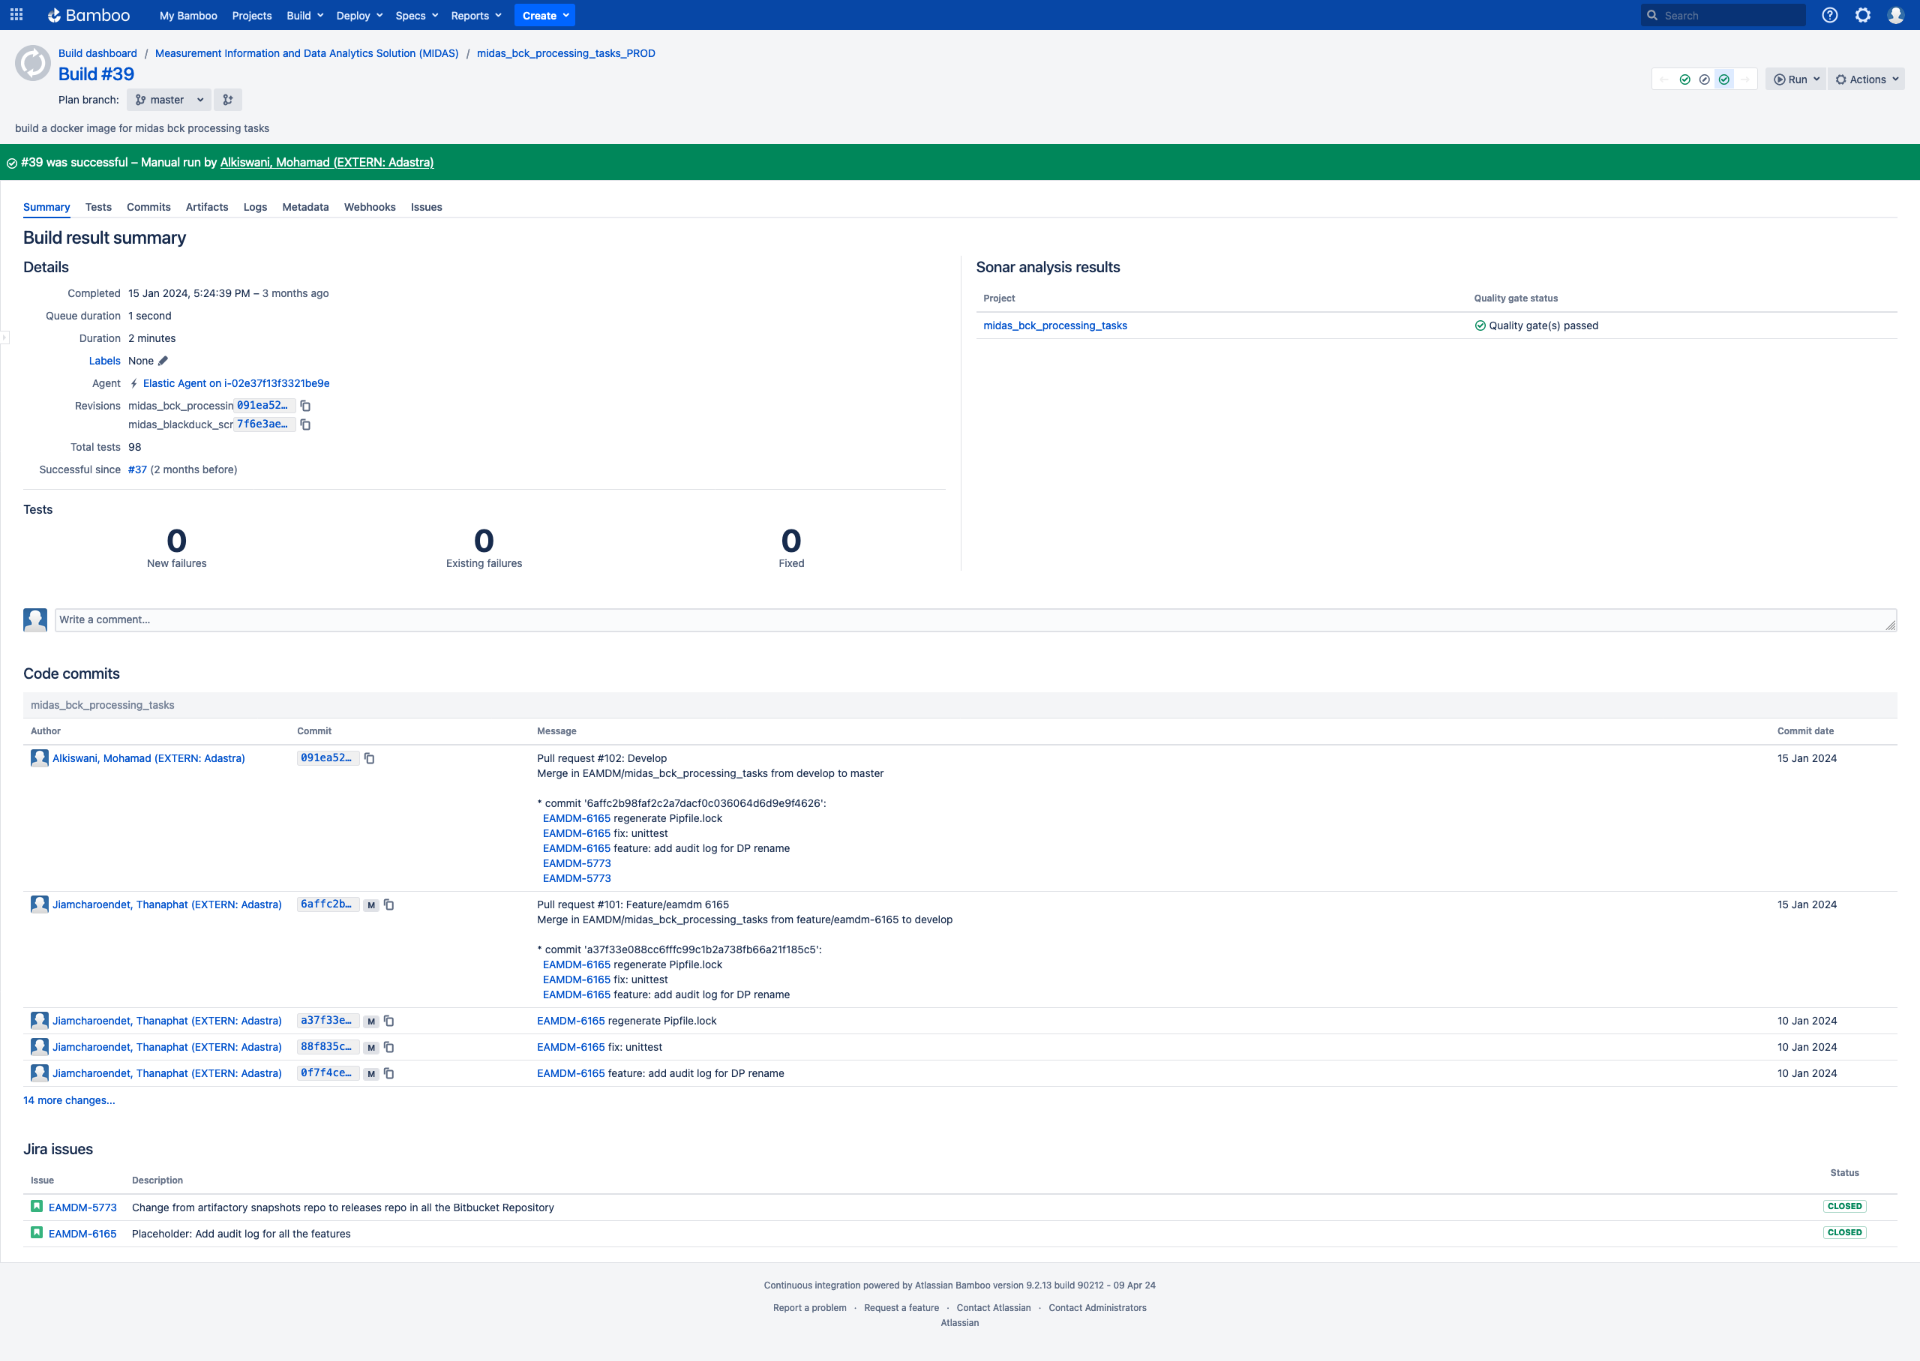 Bamboo My Bamboo Projects Build Deploy Specs Reports Create Search
Build dashboard / Measurement Information and Data Analytics Solution (MIDAS) / midas_bck_processing_tasks_PROD
Build #39
Run Actions
Plan branch: master
build a docker image for midas bck processing tasks
#39 was successful – Manual run by Alkiswani, Mohamad (EXTERN: Adastra)
Summary Tests Commits Artifacts Logs Metadata Webhooks Issues
Build result summary
Details
Completed 15 Jan 2024, 5:24:39 PM – 3 months ago
Queue duration 1 second
Duration 2 minutes
Labels None
Agent Elastic Agent on i-02e37f13f3321be9e
Revisions midas_bck_processin 091ea52…
midas_blackduck_scr 7f6e3ae…
Total tests 98
Successful since #37 (2 months before)
Sonar analysis results
Project Quality gate status
midas_bck_processing_tasks Quality gate(s) passed
Tests
0 0 0
New failures Existing failures Fixed
Write a comment...
Code commits
midas_bck_processing_tasks
Author Commit Message Commit date
Alkiswani, Mohamad (EXTERN: Adastra) 091ea52… Pull request #102: Develop 15 Jan 2024
Merge in EAMDM/midas_bck_processing_tasks from develop to master
* commit '6affc2b98faf2c2a7dacf0c036064d6d9e9f4626':
EAMDM-6165 regenerate Pipfile.lock
EAMDM-6165 fix: unittest
EAMDM-6165 feature: add audit log for DP rename
EAMDM-5773
EAMDM-5773
Jiamcharoendet, Thanaphat (EXTERN: Adastra) 6affc2b… M Pull request #101: Feature/eamdm 6165 15 Jan 2024
Merge in EAMDM/midas_bck_processing_tasks from feature/eamdm-6165 to develop
* commit 'a37f33e088cc6fffc99c1b2a738fb66a21f185c5':
EAMDM-6165 regenerate Pipfile.lock
EAMDM-6165 fix: unittest
EAMDM-6165 feature: add audit log for DP rename
Jiamcharoendet, Thanaphat (EXTERN: Adastra) a37f33e… M EAMDM-6165 regenerate Pipfile.lock 10 Jan 2024
Jiamcharoendet, Thanaphat (EXTERN: Adastra) 88f835c… M EAMDM-6165 fix: unittest 10 Jan 2024
Jiamcharoendet, Thanaphat (EXTERN: Adastra) 0f7f4ce… M EAMDM-6165 feature: add audit log for DP rename 10 Jan 2024
14 more changes…
Jira issues
Issue Description Status
EAMDM-5773 Change from artifactory snapshots repo to releases repo in all the Bitbucket Repository CLOSED
EAMDM-6165 Placeholder: Add audit log for all the features CLOSED
Continuous integration powered by Atlassian Bamboo version 9.2.13 build 90212 - 09 Apr 24
Report a problem · Request a feature · Contact Atlassian · Contact Administrators
Atlassian